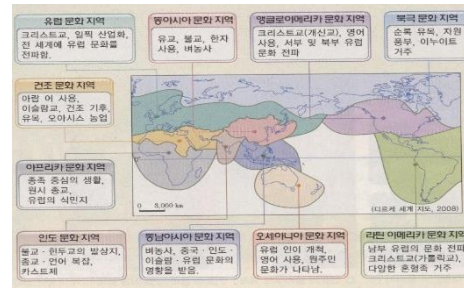 유럽 문화 지역
크리스트교, 일찍 산업화,
전 세계에 유럽 문화를
전파함.
동아시아 문화 지역
유교, 불교, 한자
사용, 벼농사
앵글로아메리카 문화 지역
크리스트교(개신교), 영어
사용, 서부 및 북부 유럽
문화 전파
북극 문화 지역
순록 유목, 자원
풍부, 이누이트
거주
건조 문화 지역
아랍 어 사용,
이슬람교, 건조 기후,
유목, 오아시스 농업
아프리카 문화 지역
종족 중심의 생활,
원시 종교,
유럽의 식민지
0 5,000 km
(디르케 세계 지도, 2008)
인도 문화 지역
불교·힌두교의 발상지,
종교·언어 복잡,
카스트제
동남아시아 문화 지역
벼농사, 중국·인도·
이슬람·유럽 문화의
영향을 받음.
오세아니아 문화 지역
유럽 인이 개척,
영어 사용, 원주민
문화가 나타남.
라틴 아메리카 문화 지역
남부 유럽의 문화 전파
크리스트교(가톨릭교),
다양한 혼혈족 거주